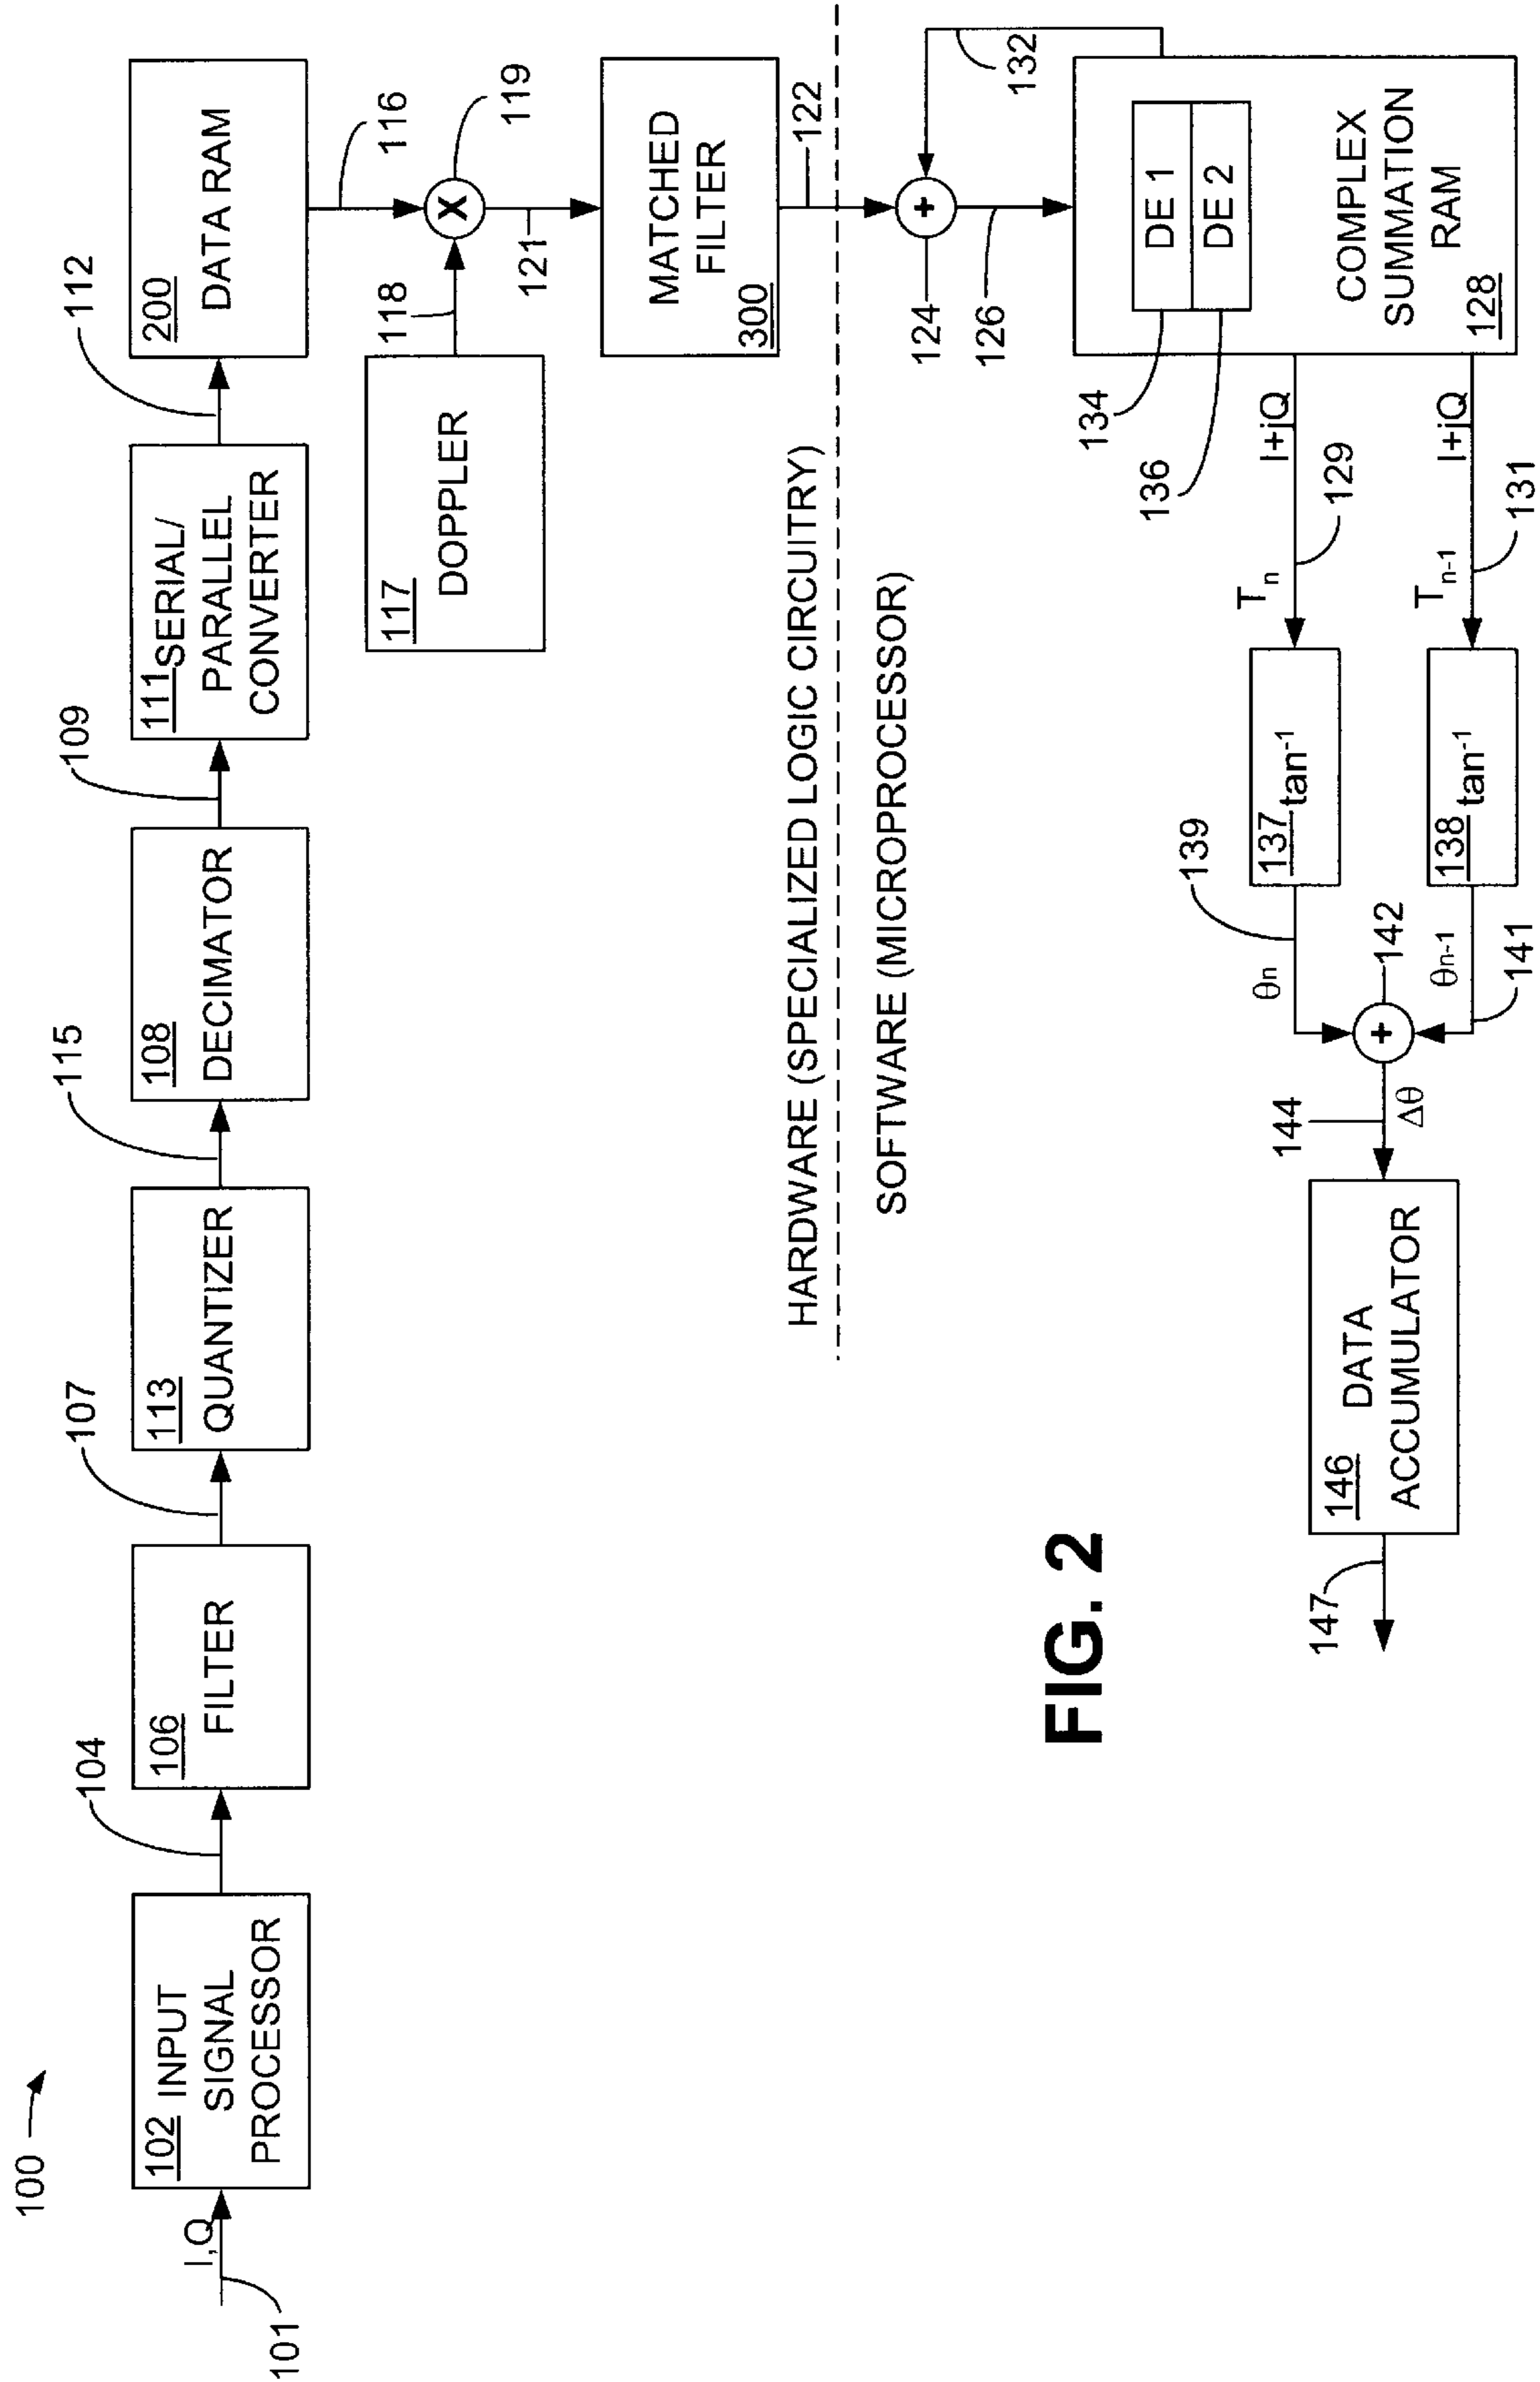 100
I,Q
101
102 INPUT
SIGNAL
PROCESSOR
104
106
FILTER
107
113
QUANTIZER
115
108
DECIMATOR
109
111 SERIAL/
PARALLEL
CONVERTER
112
200
DATA RAM
116
119
118
117
DOPPLER
121
MATCHED
FILTER
300
122
HARDWARE (SPECIALIZED LOGIC CIRCUITRY)
SOFTWARE (MICROPROCESSOR)
X
+
124
126
132
DE 1
DE 2
COMPLEX
SUMMATION
RAM
128
134
136
I+jQ
129
Tn
I+jQ
131
Tn-1
137 tan-1
138 tan-1
139
θn
θn-1
141
142
+
144
Δθ
146 DATA
ACCUMULATOR
147
FIG. 2